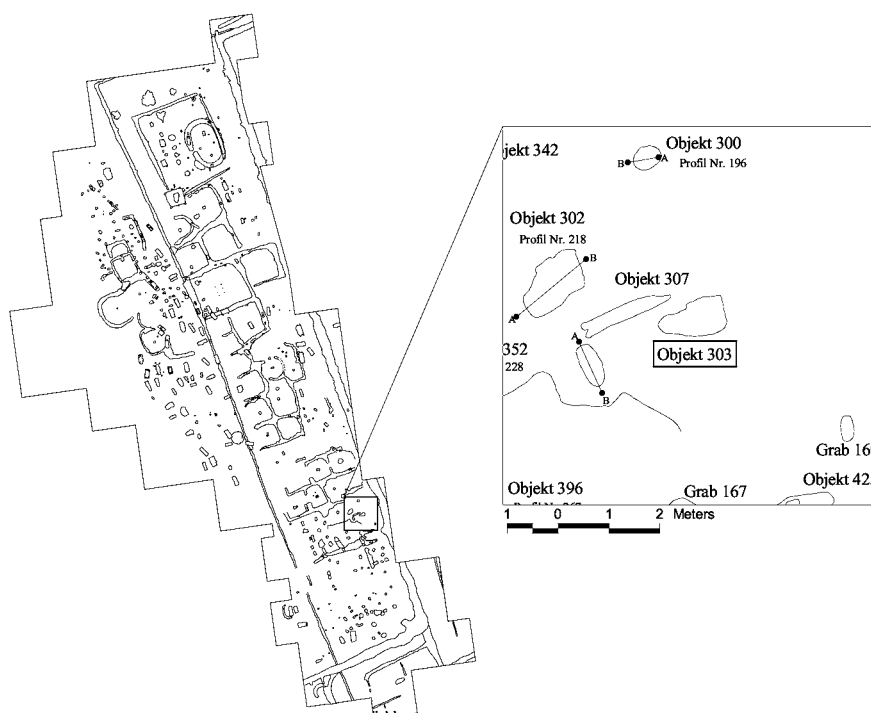 jekt 342
Objekt 300
B
A
Profil Nr. 196
Objekt 302
Profil Nr. 218
B
Objekt 307
A
A
352
Objekt 303
228
B
Grab 16
Objekt 396
Grab 167
Objekt 42
1 0 1 2 Meters